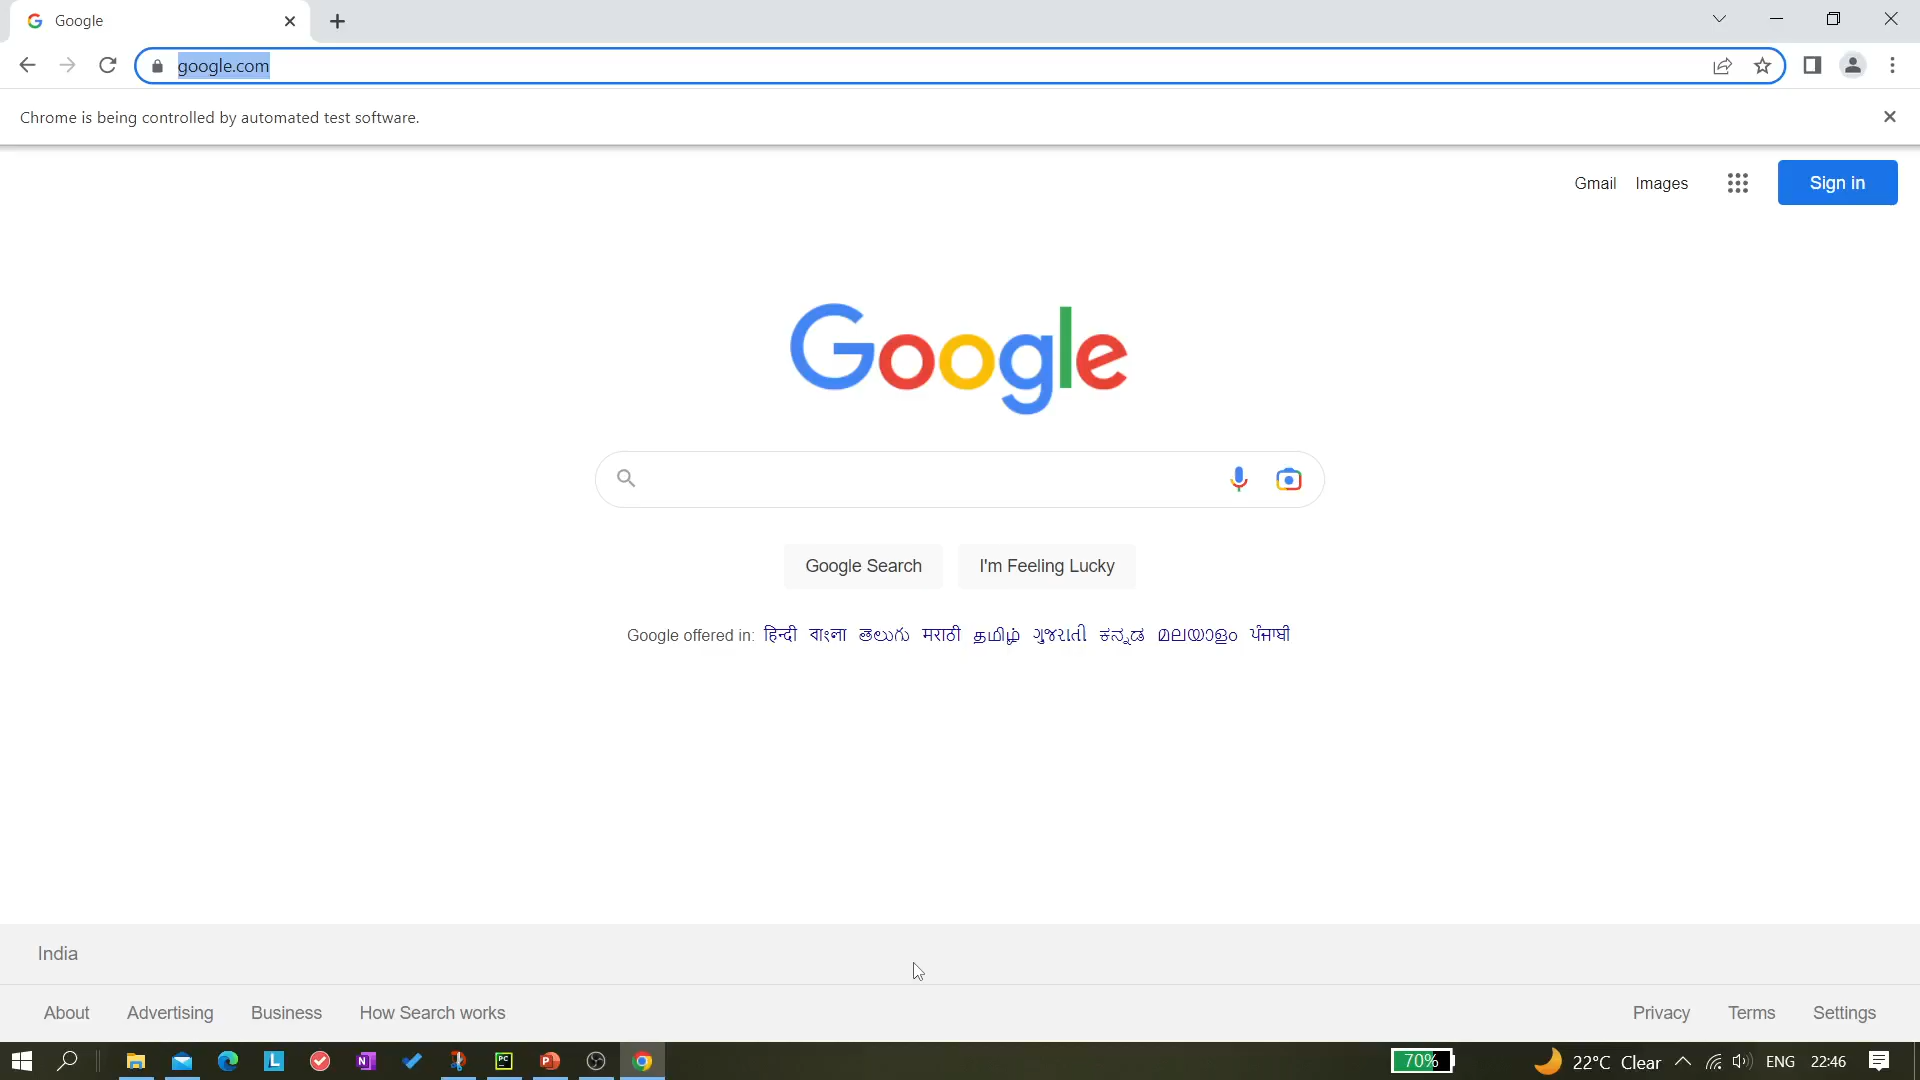 Google
google.com
Chrome is being controlled by automated test software.
Gmail Images Sign in
Google
Google Search I'm Feeling Lucky
Google offered in: हिन्दी বাংলা తెలుగు मराठी தமிழ் ગુજરાતી ಕನ್ನಡ മലയാളം ਪੰਜਾਬੀ
India
About Advertising Business How Search works Privacy Terms Settings
70% 22°C Clear ENG 22:46